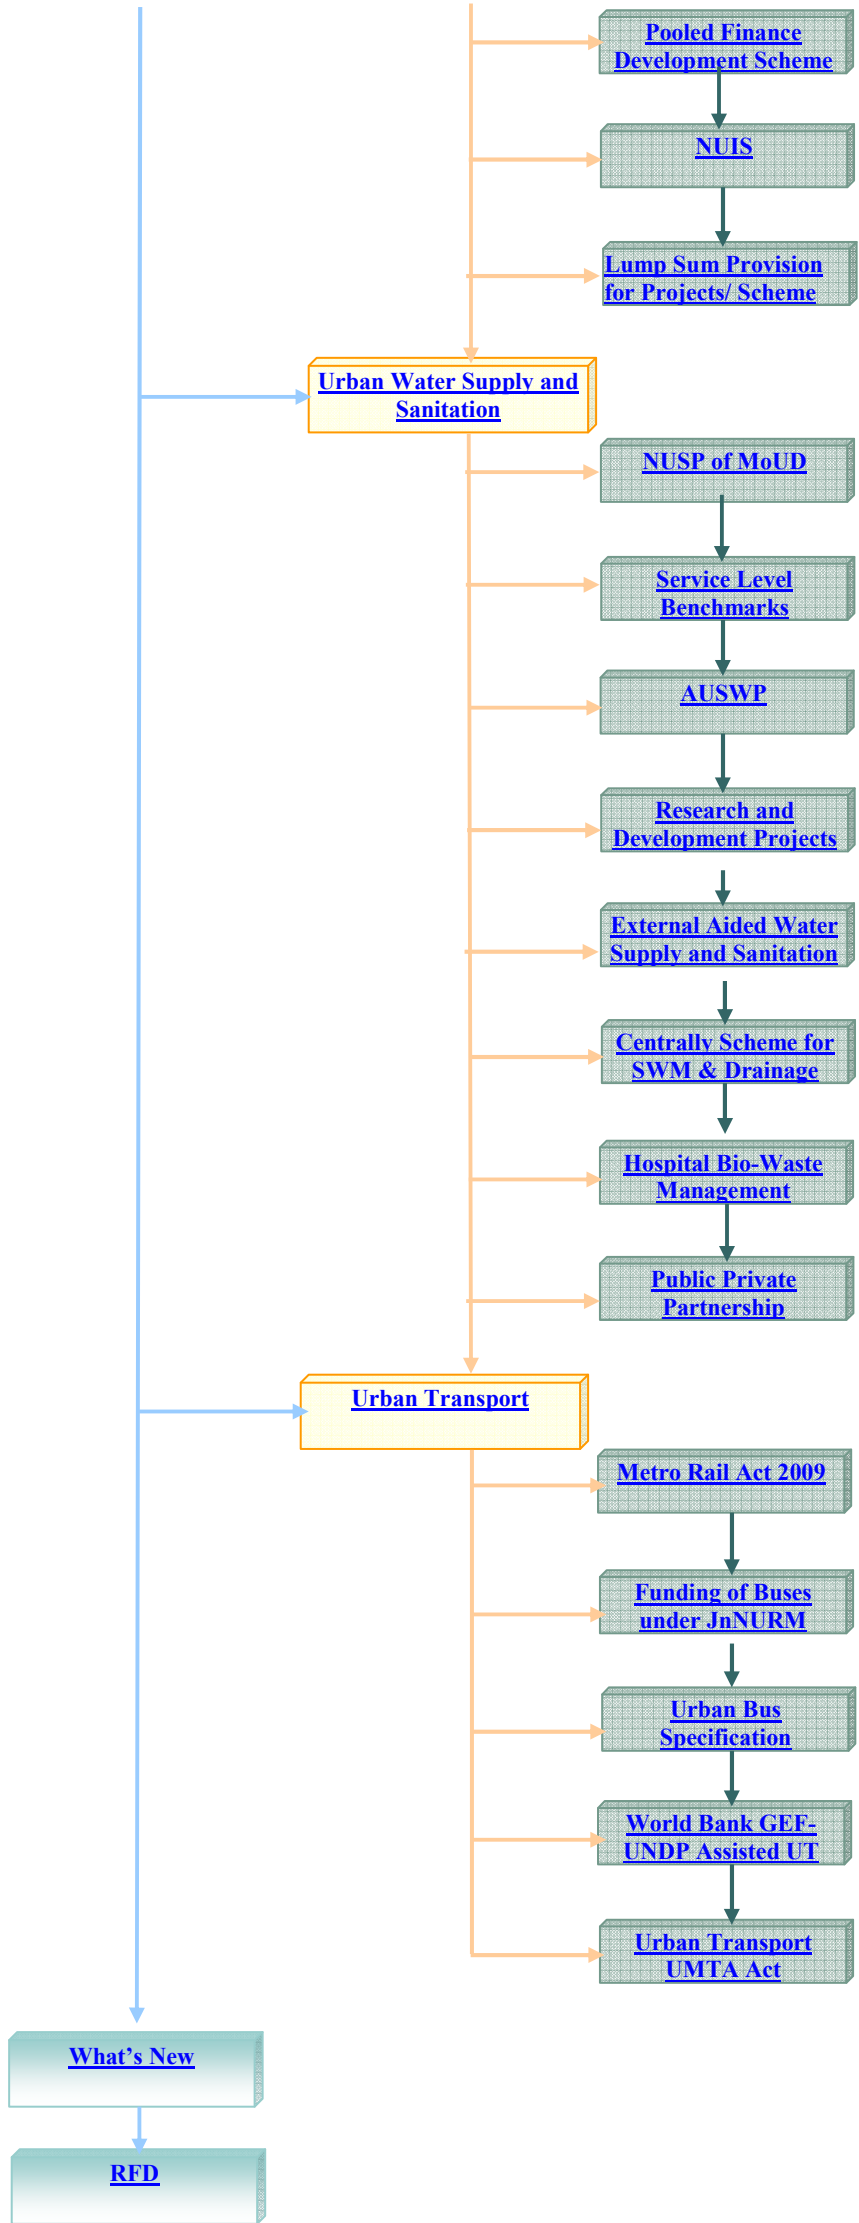 Pooled Finance
Development Scheme
NUIS
Lump Sum Provision
for Projects/ Scheme
Urban Water Supply and
Sanitation
NUSP of MoUD
Service Level
Benchmarks
AUSWP
Research and
Development Projects
External Aided Water
Supply and Sanitation
Centrally Scheme for
SWM & Drainage
Hospital Bio-Waste
Management
Public Private
Partnership
Urban Transport
Metro Rail Act 2009
Funding of Buses
under JnNURM
Urban Bus
Specification
World Bank GEF-
UNDP Assisted UT
Urban Transport
UMTA Act
What's New
RFD